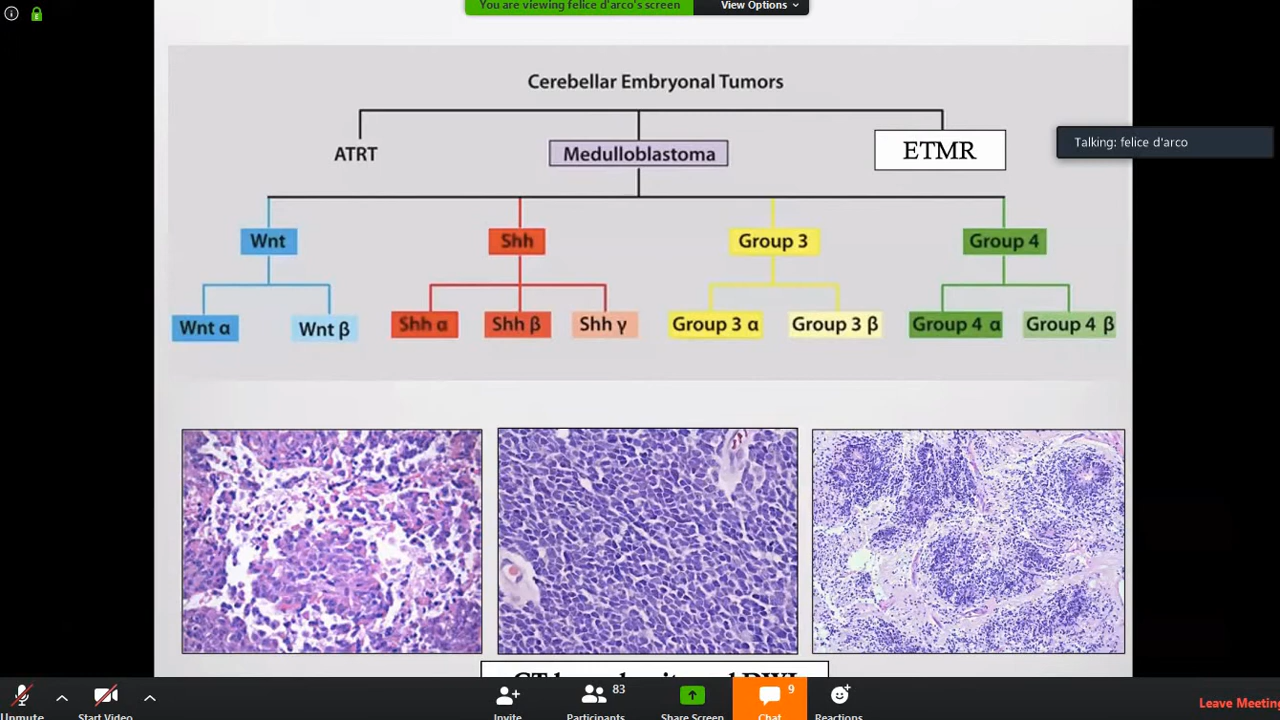 You are viewing felice d'arco's screen
View Options
Cerebellar Embryonal Tumors
Talking: felice d'arco
ATRT
Medulloblastoma
ETMR
Wnt
Shh
Group 3
Group 4
Wnt α
Wnt β
Shh α
Shh β
Shh γ
Group 3 α
Group 3 β
Group 4 α
Group 4 β
83
9
Unmute
Start Video
Invite
Participants
Share Screen
Chat
Reactions
Leave Meeting